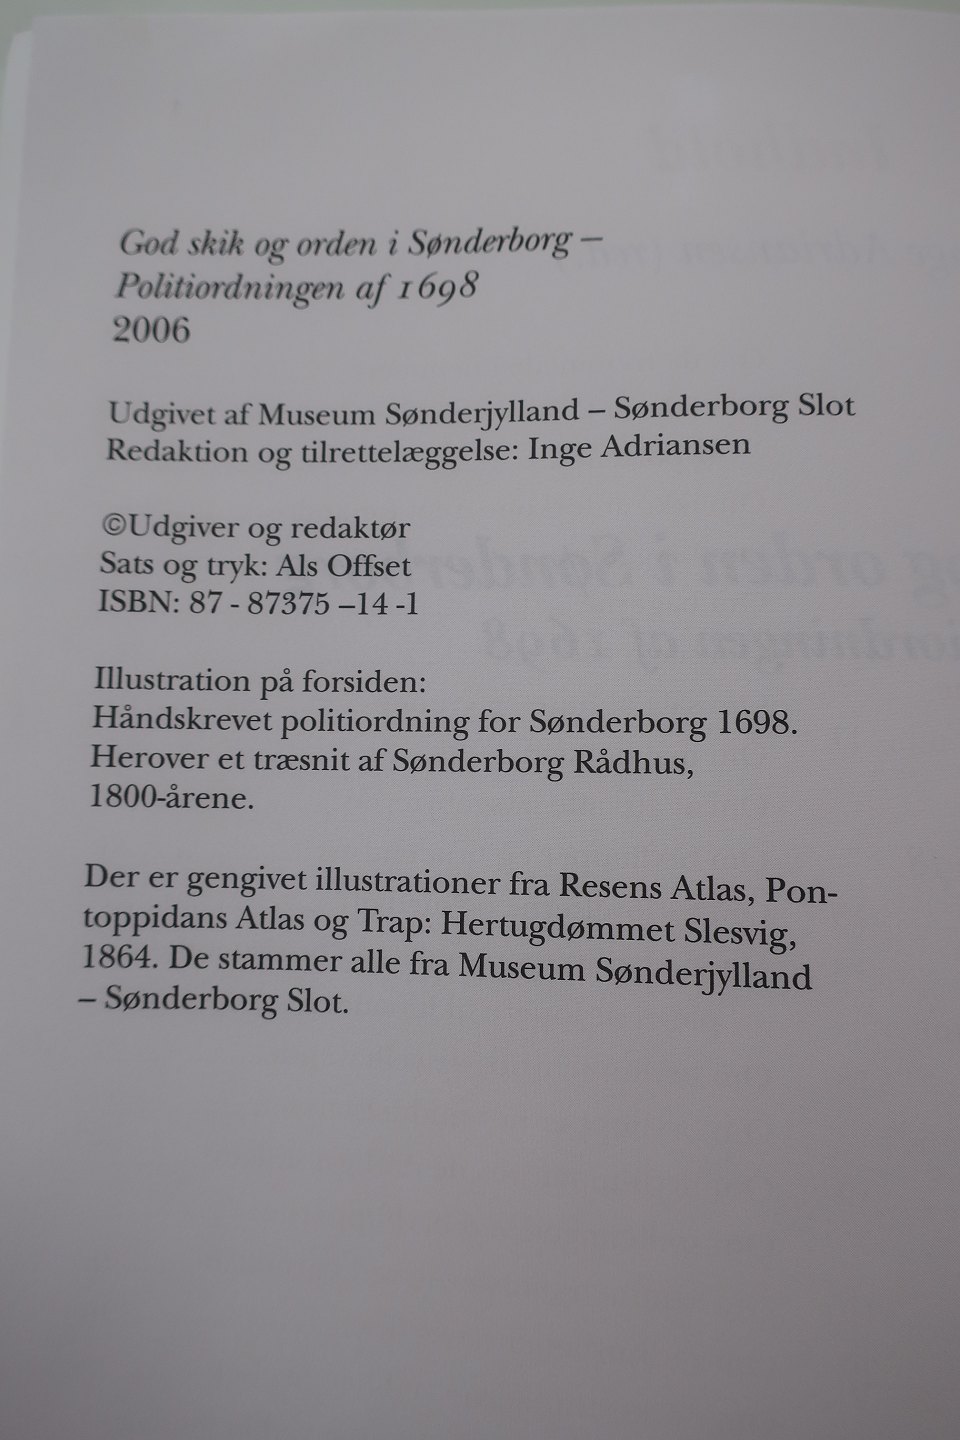 God skik og orden i Sønderborg –
Politiordningen af 1698
2006
Udgivet af Museum Sønderjylland – Sønderborg Slot
Redaktion og tilrettelæggelse: Inge Adriansen
©Udgiver og redaktør
Sats og tryk: Als Offset
ISBN: 87 - 87375 –14 -1
Illustration på forsiden:
Håndskrevet politiordning for Sønderborg 1698.
Herover et træsnit af Sønderborg Rådhus,
1800-årene.
Der er gengivet illustrationer fra Resens Atlas, Pon-
toppidans Atlas og Trap: Hertugdømmet Slesvig,
1864. De stammer alle fra Museum Sønderjylland
– Sønderborg Slot.